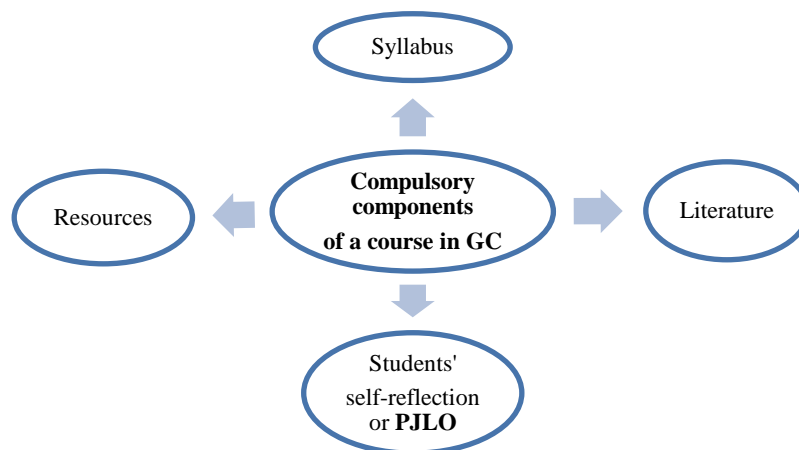 Syllabus
Compulsory
components
of a course in GC
Resources
Literature
Students'
self-reflection
or PJLO